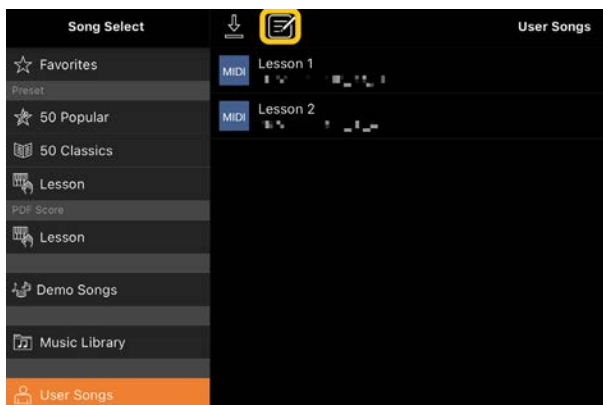 Song Select
Favorites
Preset
50 Popular
50 Classics
Lesson
PDF Score
Lesson
Demo Songs
Music Library
User Songs
User Songs
MIDI
Lesson 1
MIDI
Lesson 2